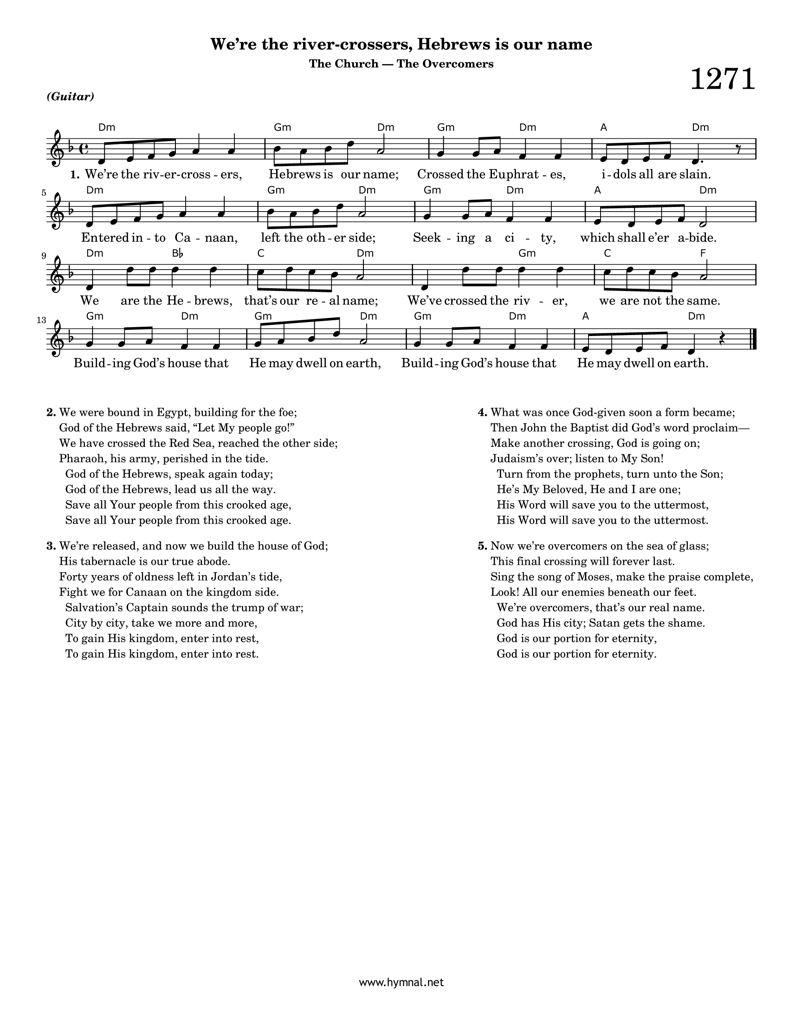 We're the river-crossers, Hebrews is our name
The Church — The Overcomers
1271
(Guitar)
Dm Gm Dm Gm Dm A Dm
1. We're the riv-er-cross - ers, Hebrews is our name; Crossed the Euphrat - es, i - dols all are slain.
5 Dm Gm Dm Gm Dm A Dm
Entered in - to Ca - naan, left the oth - er side; Seek - ing a ci - ty, which shall e'er a-bide.
9 Dm B♭ C Dm Gm C F
We are the He - brews, that's our re - al name; We've crossed the riv - er, we are not the same.
13 Gm Dm Gm Dm Gm Dm A Dm
Build-ing God's house that He may dwell on earth, Build-ing God's house that He may dwell on earth.
2. We were bound in Egypt, building for the foe;
God of the Hebrews said, “Let My people go!”
We have crossed the Red Sea, reached the other side;
Pharaoh, his army, perished in the tide.
God of the Hebrews, speak again today;
God of the Hebrews, lead us all the way.
Save all Your people from this crooked age,
Save all Your people from this crooked age.
3. We're released, and now we build the house of God;
His tabernacle is our true abode.
Forty years of oldness left in Jordan's tide,
Fight we for Canaan on the kingdom side.
Salvation's Captain sounds the trump of war;
City by city, take we more and more,
To gain His kingdom, enter into rest,
To gain His kingdom, enter into rest.
4. What was once God-given soon a form became;
Then John the Baptist did God's word proclaim—
Make another crossing, God is going on;
Judaism's over; listen to My Son!
Turn from the prophets, turn unto the Son;
He's My Beloved, He and I are one;
His Word will save you to the uttermost,
His Word will save you to the uttermost.
5. Now we're overcomers on the sea of glass;
This final crossing will forever last.
Sing the song of Moses, make the praise complete,
Look! All our enemies beneath our feet.
We're overcomers, that's our real name.
God has His city; Satan gets the shame.
God is our portion for eternity,
God is our portion for eternity.
www.hymnal.net